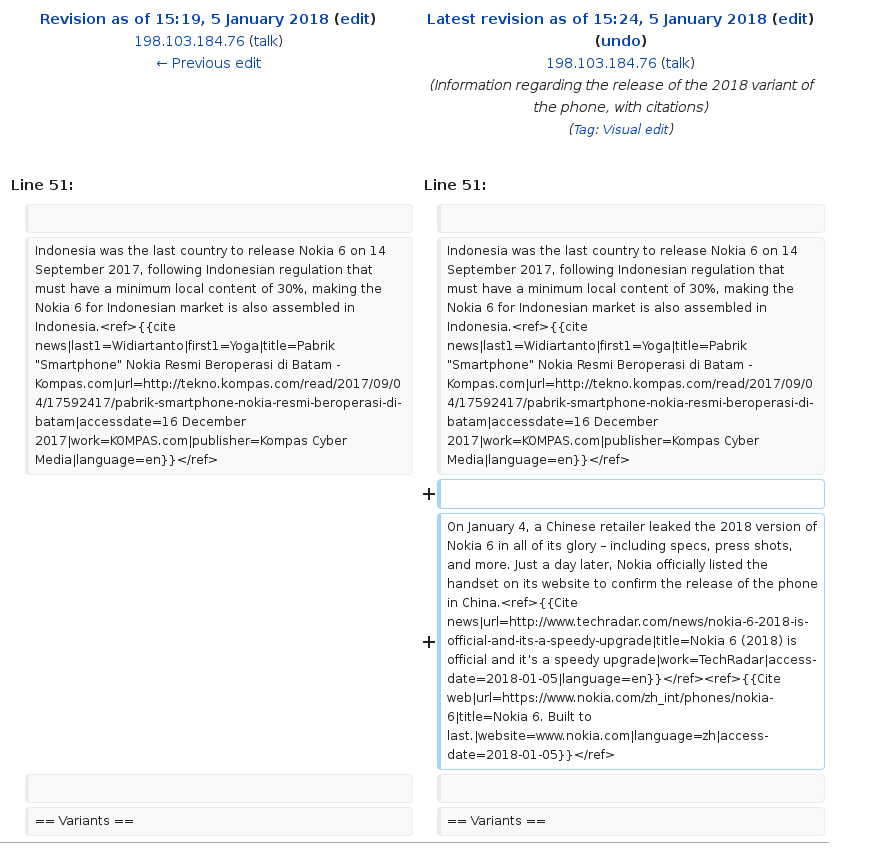 Revision as of 15:19, 5 January 2018 (edit)
198.103.184.76 (talk)
← Previous edit
Latest revision as of 15:24, 5 January 2018 (edit)
(undo)
198.103.184.76 (talk)
(Information regarding the release of the 2018 variant of
the phone, with citations)
(Tag: Visual edit)
Line 51:
Line 51:
Indonesia was the last country to release Nokia 6 on 14
September 2017, following Indonesian regulation that
must have a minimum local content of 30%, making the
Nokia 6 for Indonesian market is also assembled in
Indonesia.<ref>{{cite
news|last1=Widiartanto|first1=Yoga|title=Pabrik
"Smartphone" Nokia Resmi Beroperasi di Batam -
Kompas.com|url=http://tekno.kompas.com/read/2017/09/0
4/17592417/pabrik-smartphone-nokia-resmi-beroperasi-di-
batam|accessdate=16 December
2017|work=KOMPAS.com|publisher=Kompas Cyber
Media|language=en}}</ref>
Indonesia was the last country to release Nokia 6 on 14
September 2017, following Indonesian regulation that
must have a minimum local content of 30%, making the
Nokia 6 for Indonesian market is also assembled in
Indonesia.<ref>{{cite
news|last1=Widiartanto|first1=Yoga|title=Pabrik
"Smartphone" Nokia Resmi Beroperasi di Batam -
Kompas.com|url=http://tekno.kompas.com/read/2017/09/0
4/17592417/pabrik-smartphone-nokia-resmi-beroperasi-di-
batam|accessdate=16 December
2017|work=KOMPAS.com|publisher=Kompas Cyber
Media|language=en}}</ref>
+
+
On January 4, a Chinese retailer leaked the 2018 version of
Nokia 6 in all of its glory – including specs, press shots,
and more. Just a day later, Nokia officially listed the
handset on its website to confirm the release of the phone
in China.<ref>{{Cite
news|url=http://www.techradar.com/news/nokia-6-2018-is-
official-and-its-a-speedy-upgrade|title=Nokia 6 (2018) is
official and it's a speedy upgrade|work=TechRadar|access-
date=2018-01-05|language=en}}</ref><ref>{{Cite
web|url=https://www.nokia.com/zh_int/phones/nokia-
6|title=Nokia 6. Built to
last.|website=www.nokia.com|language=zh|access-
date=2018-01-05}}</ref>
== Variants ==
== Variants ==